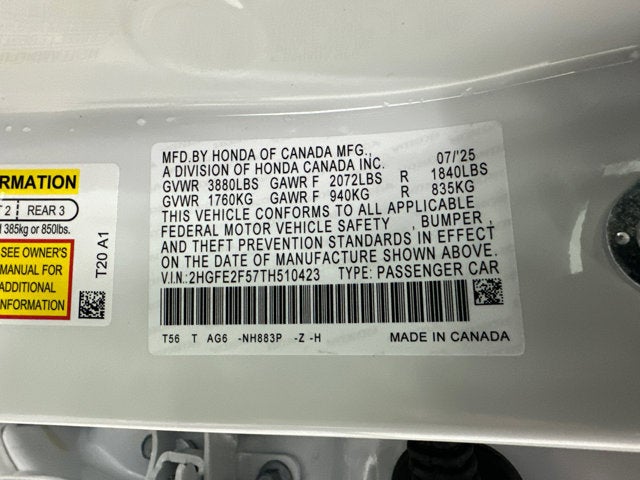 RMATION
2 REAR 3
385kg or 850lbs.
SEE OWNER'S
MANUAL FOR
ADDITIONAL
T20 A1
MFD.BY HONDA OF CANADA MFG., 07/'25
A DIVISION OF HONDA CANADA INC.
GVWR 3880LBS GAWR F 2072LBS R 1840LBS
GVWR 1760KG GAWR F 940KG R 835KG
THIS VEHICLE CONFORMS TO ALL APPLICABLE
FEDERAL MOTOR VEHICLE SAFETY , BUMPER ,
AND THEFT PREVENTION STANDARDS IN EFFECT
ON THE DATE OF MANUFACTURE SHOWN ABOVE.
V.I.N.:2HGFE2F57TH510423 TYPE: PASSENGER CAR
T56 T AG6 -NH883P -Z -H MADE IN CANADA